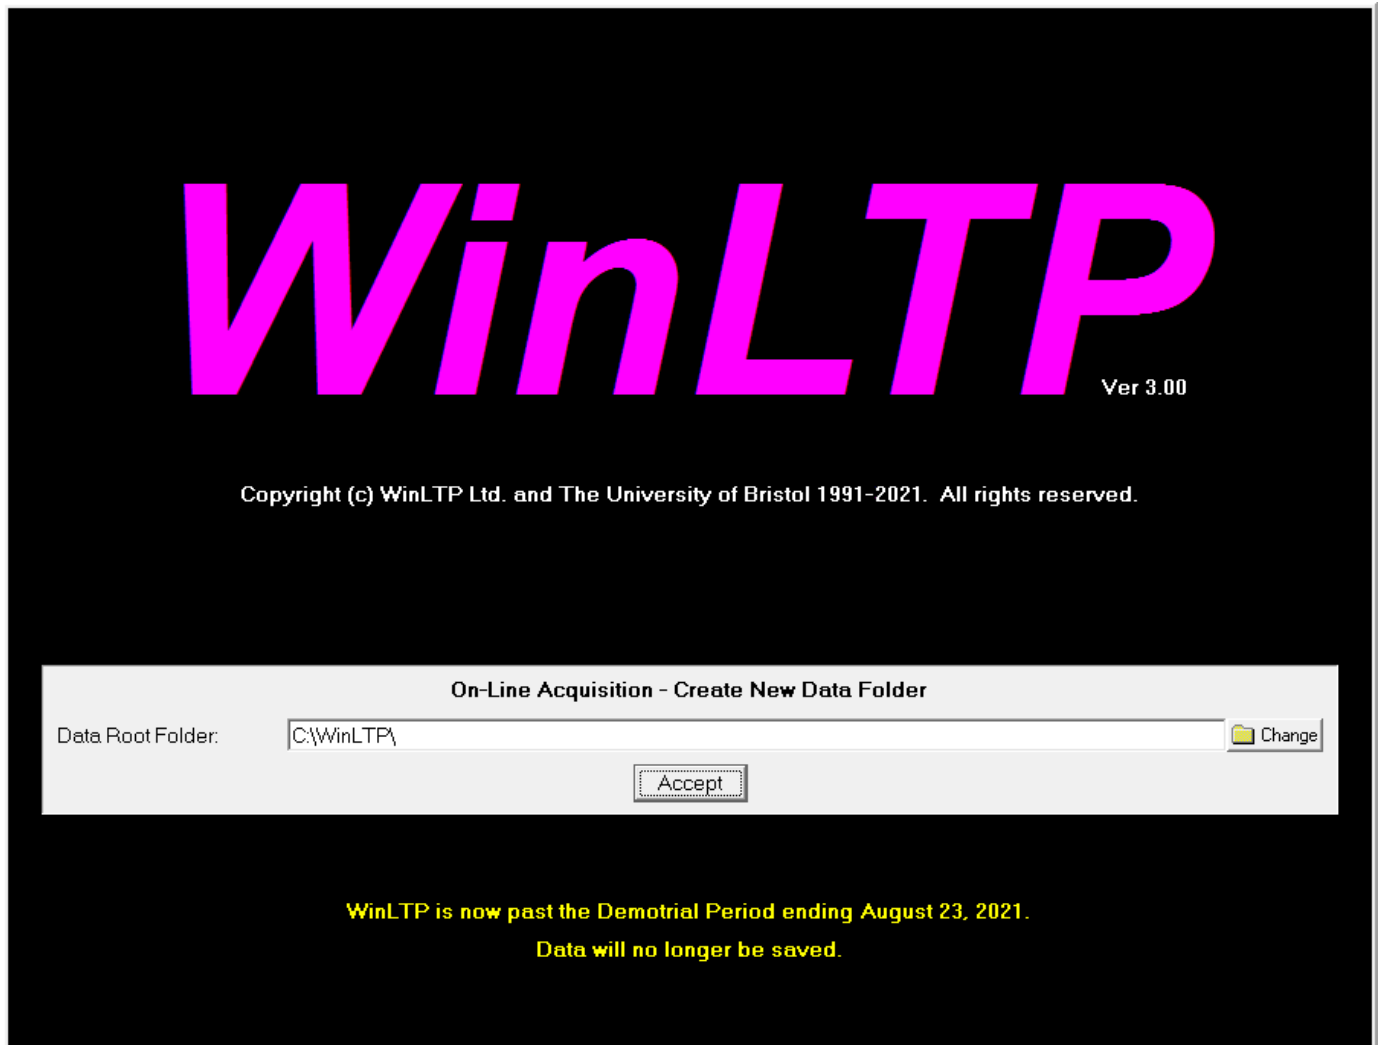 WinLTP
Ver 3.00
Copyright (c) WinLTP Ltd. and The University of Bristol 1991-2021.  All rights reserved.
On-Line Acquisition - Create New Data Folder
Data Root Folder: C:\WinLTP\ Change
Accept
WinLTP is now past the Demotrial Period ending August 23, 2021.
Data will no longer be saved.